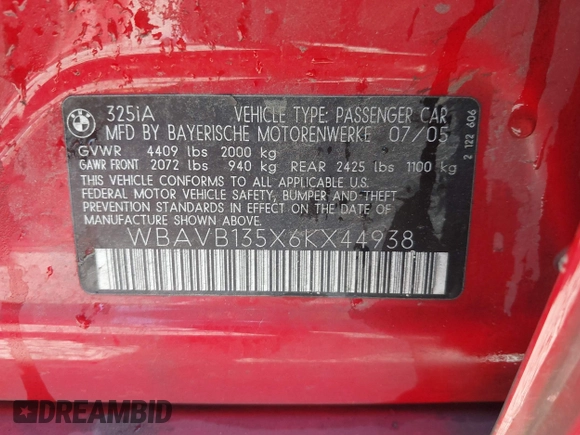 BMW
325iA VEHICLE TYPE: PASSENGER CAR
MFD BY BAYERISCHE MOTORENWERKE 07/05
GVWR 4409 lbs 2000 kg
GAWR FRONT 2072 lbs 940 kg REAR 2425 lbs 1100 kg
THIS VEHICLE CONFORMS TO ALL APPLICABLE U.S.
FEDERAL MOTOR VEHICLE SAFETY, BUMPER AND-THEFT
PREVENTION STANDARDS IN EFFECT ON THE DATE OF
MANUFACTURE SHOWN ABOVE.
WBAVB135X6KX44938
2 122 606
DREAMBID